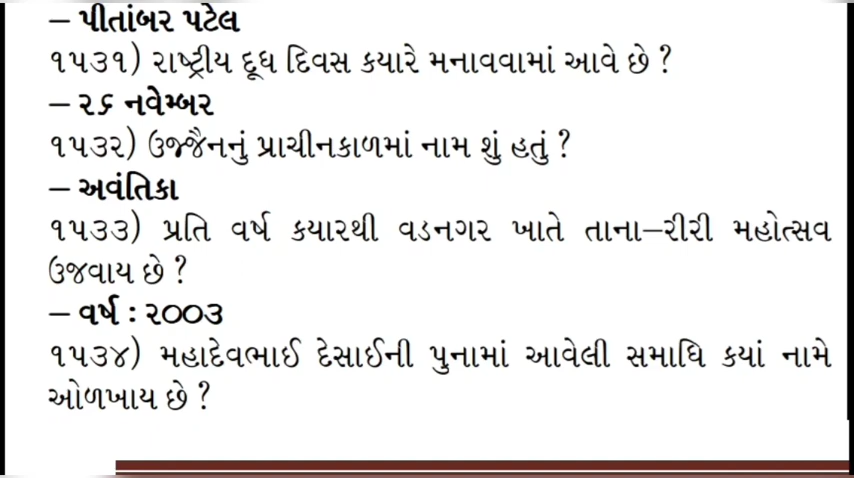 – પીતાંબર પટેલ
૧૫૩૧) રાષ્ટ્રીય દૂધ દિવસ કયારે મનાવવામાં આવે છે ?
– ૨૬ નવેમ્બર
૧૫૩૨) ઉજ્જૈનનું પ્રાચીનકાળમાં નામ શું હતું ?
– અવંતિકા
૧૫૩૩) પ્રતિ વર્ષ કયારથી વડનગર ખાતે તાના–રીરી મહોત્સવ
ઉજવાય છે ?
– વર્ષ : ૨૦૦૩
૧૫૩૪) મહાદેવભાઈ દેસાઈની પુનામાં આવેલી સમાધિ કયાં નામે
ઓળખાય છે ?